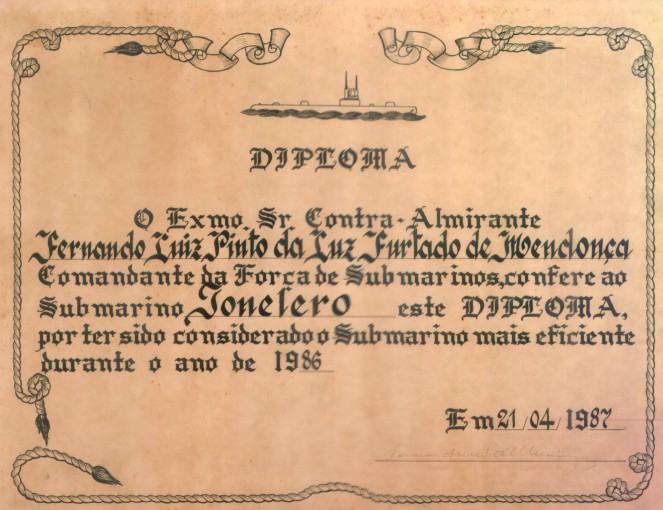 DIPLOMA
O Exmo. Sr. Contra-Almirante
Fernando Luiz Pinto da Luz Furtado de Mendonça
Comandante da Força de Submarinos, confere ao
Submarino Tonelero este DIPLOMA,
por ter sido considerado o Submarino mais eficiente
durante o ano de 1986
Em 21/04/1987